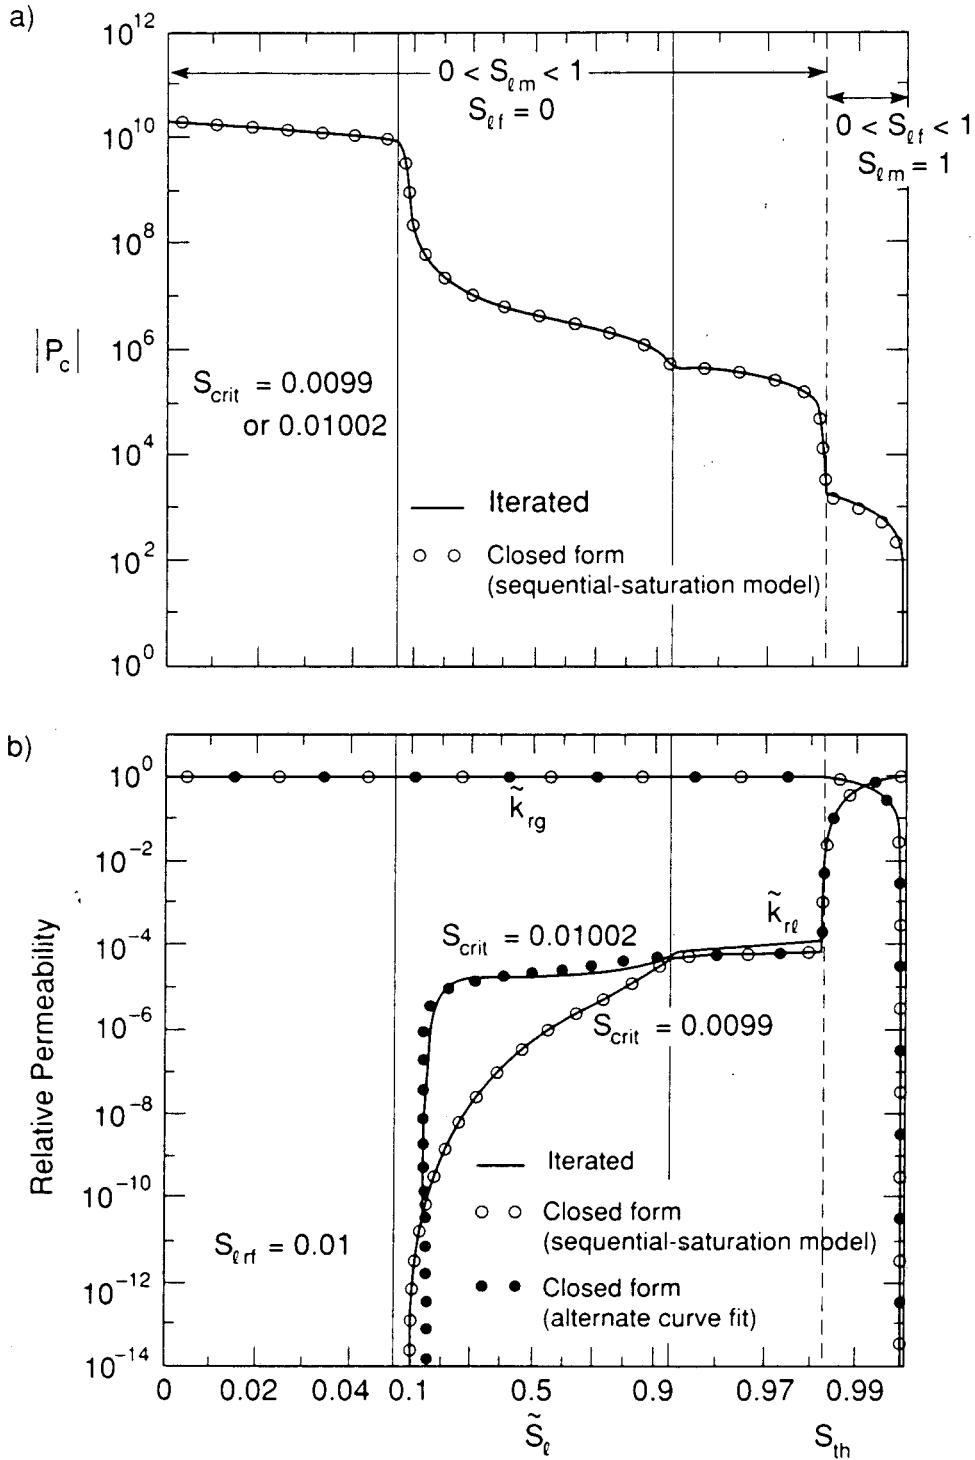 a)
10^12
10^10
10^8
10^6
10^4
10^2
10^0
|P_c|
0 < S_ℓm < 1
S_ℓf = 0
0 < S_ℓf < 1
S_ℓm = 1
S_crit = 0.0099
or 0.01002
Iterated
Closed form
(sequential-saturation model)
b)
10^0
10^-2
10^-4
10^-6
10^-8
10^-10
10^-12
10^-14
Relative Permeability
k̃_rg
k̃_rℓ
S_crit = 0.01002
S_crit = 0.0099
S_ℓrf = 0.01
Iterated
Closed form
(sequential-saturation model)
Closed form
(alternate curve fit)
0 0.02 0.04 0.1 0.5 0.9 0.97 0.99
S̃_ℓ
S_th